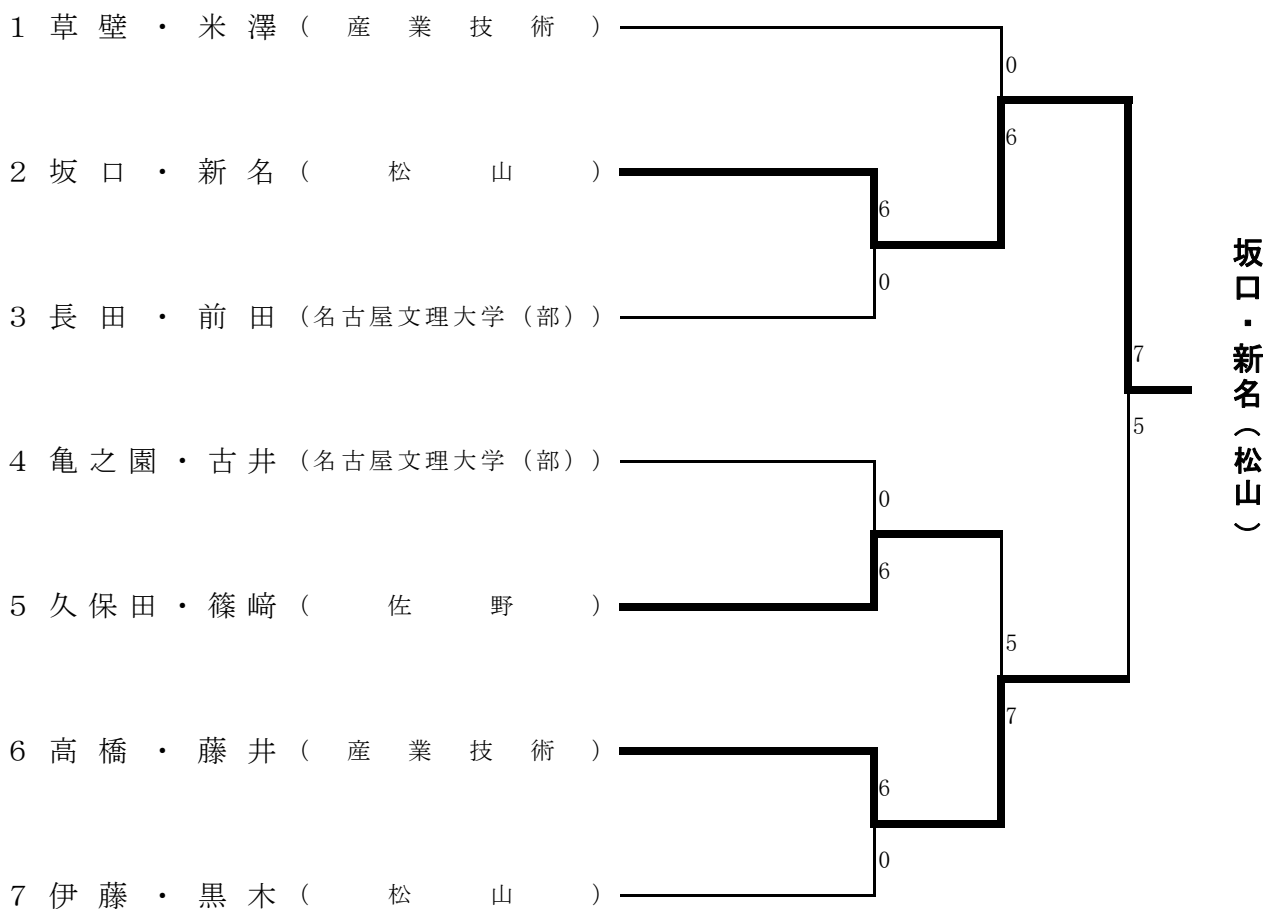 1 草壁・米澤 (産業技術)
0
6
2 坂口・新名 (松山)
6
0
3 長田・前田 (名古屋文理大学（部）)
7
5
坂口・新名（松山）
4 亀之園・古井 (名古屋文理大学（部）)
0
6
5 久保田・篠﨑 (佐野)
5
7
6 高橋・藤井 (産業技術)
6
0
7 伊藤・黒木 (松山)